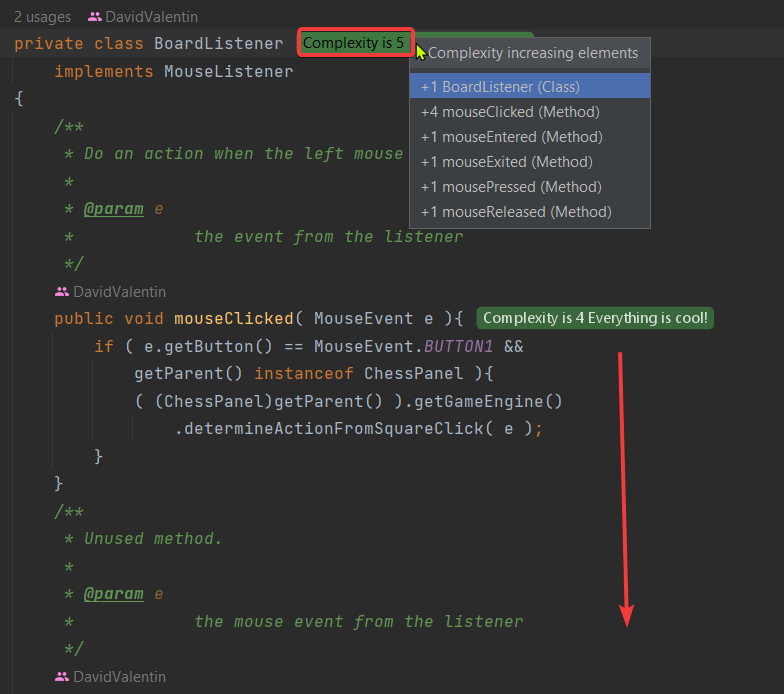 2 usages DavidValentin
private class BoardListener Complexity is 5
Complexity increasing elements
implements MouseListener
+1 BoardListener (Class)
{
+4 mouseClicked (Method)
/**
+1 mouseEntered (Method)
* Do an action when the left mouse
+1 mouseExited (Method)
*
+1 mousePressed (Method)
* @param e
+1 mouseReleased (Method)
* the event from the listener
*/
DavidValentin
public void mouseClicked( MouseEvent e ){ Complexity is 4 Everything is cool!
if ( e.getButton() == MouseEvent.BUTTON1 &&
getParent() instanceof ChessPanel ){
( (ChessPanel)getParent() ).getGameEngine()
.determineActionFromSquareClick( e );
}
}
/**
* Unused method.
*
* @param e
* the mouse event from the listener
*/
DavidValentin